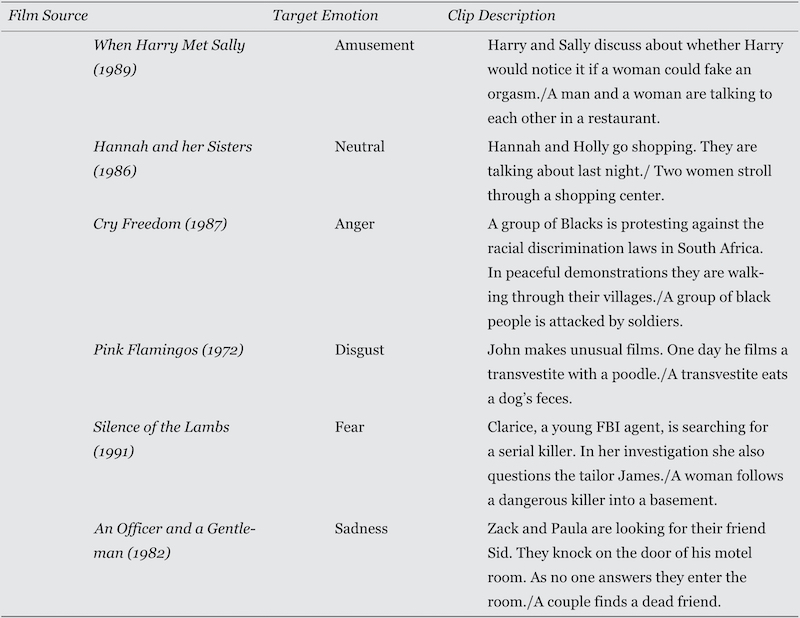 Film Source Target Emotion Clip Description
When Harry Met Sally Amusement Harry and Sally discuss about whether Harry
(1989) would notice it if a woman could fake an
orgasm./A man and a woman are talking to
each other in a restaurant.
Hannah and her Sisters Neutral Hannah and Holly go shopping. They are
(1986) talking about last night./ Two women stroll
through a shopping center.
Cry Freedom (1987) Anger A group of Blacks is protesting against the
racial discrimination laws in South Africa.
In peaceful demonstrations they are walk-
ing through their villages./A group of black
people is attacked by soldiers.
Pink Flamingos (1972) Disgust John makes unusual films. One day he films a
transvestite with a poodle./A transvestite eats
a dog's feces.
Silence of the Lambs Fear Clarice, a young FBI agent, is searching for
(1991) a serial killer. In her investigation she also
questions the tailor James./A woman follows
a dangerous killer into a basement.
An Officer and a Gentle- Sadness Zack and Paula are looking for their friend
man (1982) Sid. They knock on the door of his motel
room. As no one answers they enter the
room./A couple finds a dead friend.